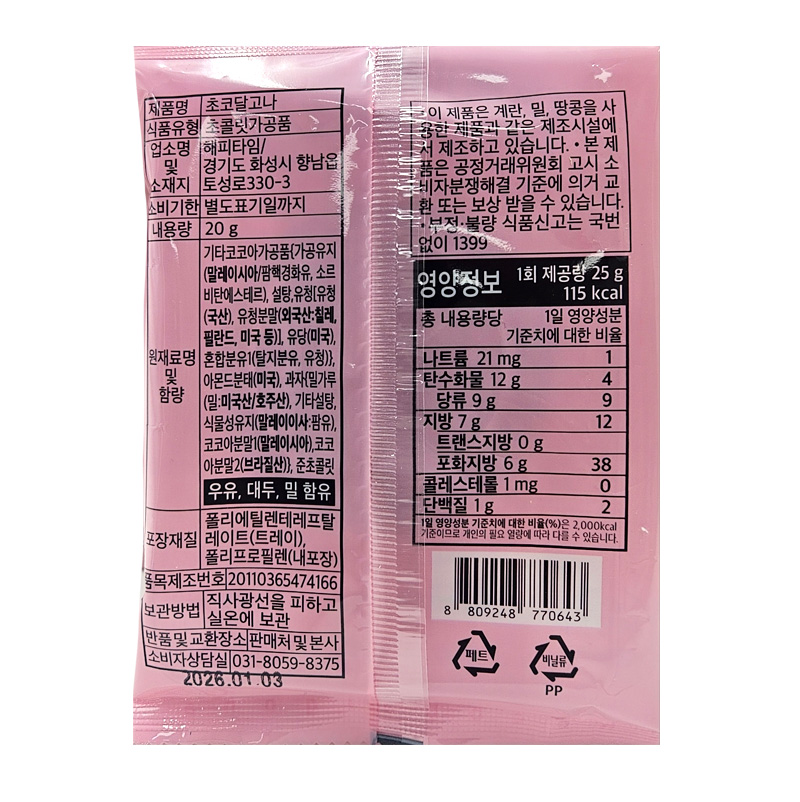 제품명 초코달고나
식품유형 초콜릿가공품
업소명 및 소재지 해피타임/
경기도 화성시 향남읍
토성로330-3
소비기한 별도표기일까지
내용량 20 g
원재료명 및 함량 기타코코아가공품{가공유지
(말레이시아/팜핵경화유, 소르
비탄에스테르), 설탕,유청[유청
(국산), 유청분말(외국산:칠레,
핀란드, 미국 등)], 유당(미국),
혼합분유1(탈지분유, 유청)},
아몬드분태(미국), 과자(밀가루
(밀:미국산/호주산), 기타설탕,
식물성유지(말레이이사:팜유),
코코아분말1(말레이시아),코코
아분말2(브라질산)}, 준초콜릿
우유, 대두, 밀 함유
포장재질 폴리에틸렌테레프탈
레이트(트레이),
폴리프로필렌(내포장)
품목제조번호 20110365474166
보관방법 직사광선을 피하고
실온에 보관
반품 및 교환장소 판매처 및 본사
소비자상담실 031-8059-8375
2026.01.03
•이 제품은 계란, 밀, 땅콩을 사
용한 제품과 같은 제조시설에
서 제조하고 있습니다. • 본 제
품은 공정거래위원회 고시 소
비자분쟁해결 기준에 의거 교
환 또는 보상 받을 수 있습니다.
• 부정·불량 식품신고는 국번
없이 1399
영양정보 1회 제공량 25 g
115 kcal
총 내용량당 1일 영양성분
기준치에 대한 비율
나트륨 21 mg 1
탄수화물 12 g 4
당류 9 g 9
지방 7 g 12
트랜스지방 0 g
포화지방 6 g 38
콜레스테롤 1 mg 0
단백질 1 g 2
1일 영양성분 기준치에 대한 비율(%)은 2,000kcal
기준이므로 개인의 필요 열량에 따라 다를 수 있습니다.
8 809248 770643
페트 비닐류
PP